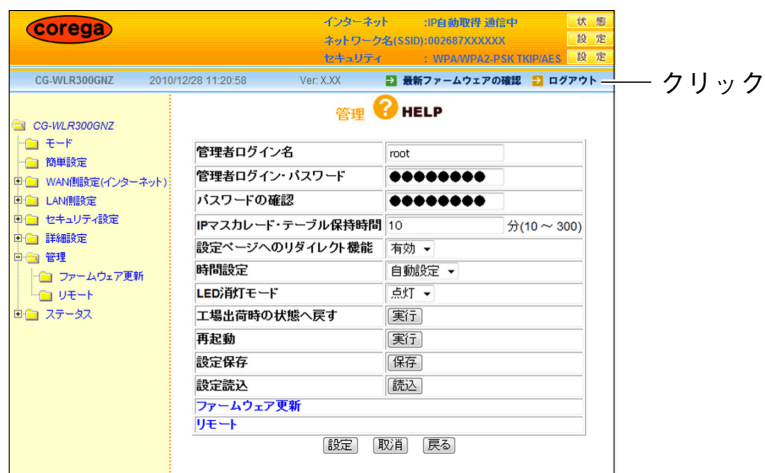 corega
インターネット :IP自動取得 通信中 状 態
ネットワーク名(SSID):002687XXXXXX 設 定
セキュリティ : WPA/WPA2-PSK TKIP/AES 設 定
CG-WLR300GNZ 2010/12/28 11:20:58 Ver: X.XX 最新ファームウェアの確認 ログアウト クリック
管理 ? HELP
CG-WLR300GNZ
モード
簡単設定
WAN側設定(インターネット)
LAN側設定
セキュリティ設定
詳細設定
管理
ファームウェア更新
リモート
ステータス
管理者ログイン名 root
管理者ログイン・パスワード ●●●●●●●●
パスワードの確認 ●●●●●●●●
IPマスカレード・テーブル保持時間 10 分(10 ~ 300)
設定ページへのリダイレクト機能 有効
時間設定 自動設定
LED消灯モード 点灯
工場出荷時の状態へ戻す 実行
再起動 実行
設定保存 保存
設定読込 読込
ファームウェア更新
リモート
設定 取消 戻る